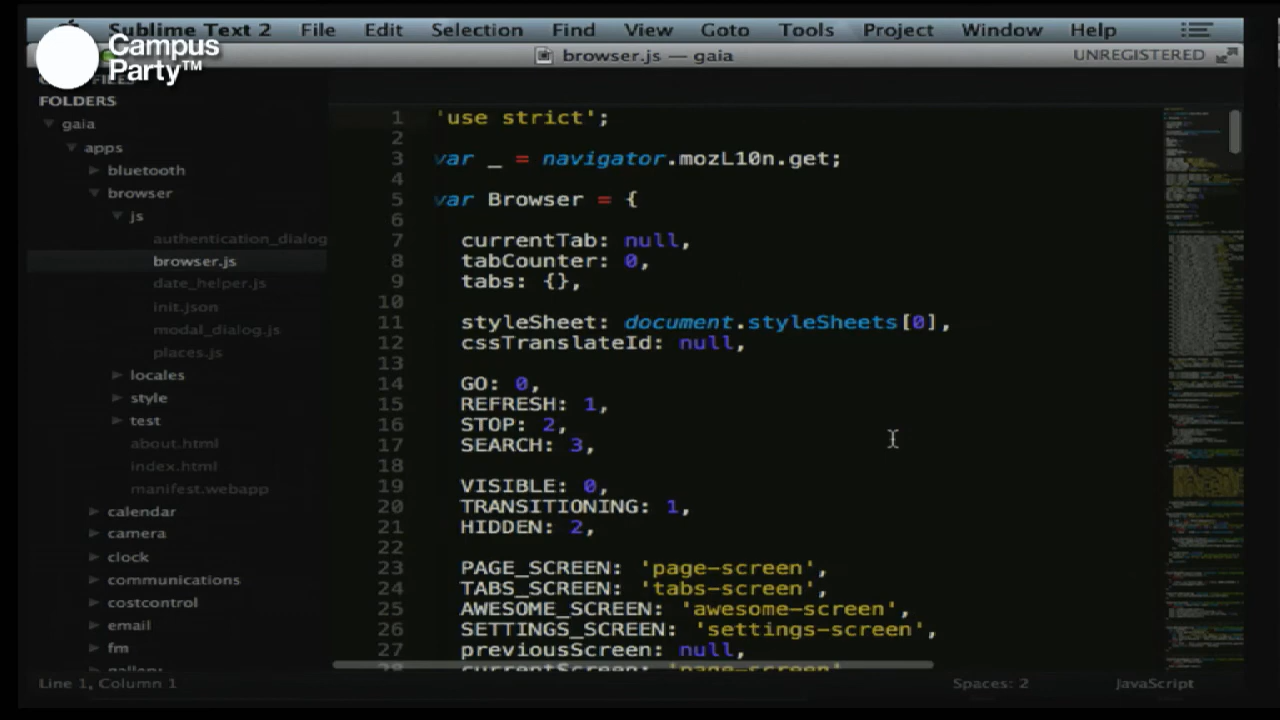 Sublime Text 2 File Edit Selection Find View Goto Tools Project Window Help
Campus
Party™
browser.js — gaia
UNREGISTERED
FILES
FOLDERS
gaia
apps
bluetooth
browser
js
authentication_dialog
browser.js
date_helper.js
init.json
modal_dialog.js
places.js
locales
style
test
about.html
index.html
manifest.webapp
calendar
camera
clock
communications
costcontrol
email
fm
gallery
1 'use strict';
2
3 var _ = navigator.mozL10n.get;
4
5 var Browser = {
6
7 currentTab: null,
8 tabCounter: 0,
9 tabs: {},
10
11 styleSheet: document.styleSheets[0],
12 cssTranslateId: null,
13
14 GO: 0,
15 REFRESH: 1,
16 STOP: 2,
17 SEARCH: 3,
18
19 VISIBLE: 0,
20 TRANSITIONING: 1,
21 HIDDEN: 2,
22
23 PAGE_SCREEN: 'page-screen',
24 TABS_SCREEN: 'tabs-screen',
25 AWESOME_SCREEN: 'awesome-screen',
26 SETTINGS_SCREEN: 'settings-screen',
27 previousScreen: null,
28 currentScreen: 'page-screen'
Line 1, Column 1
Spaces: 2
JavaScript